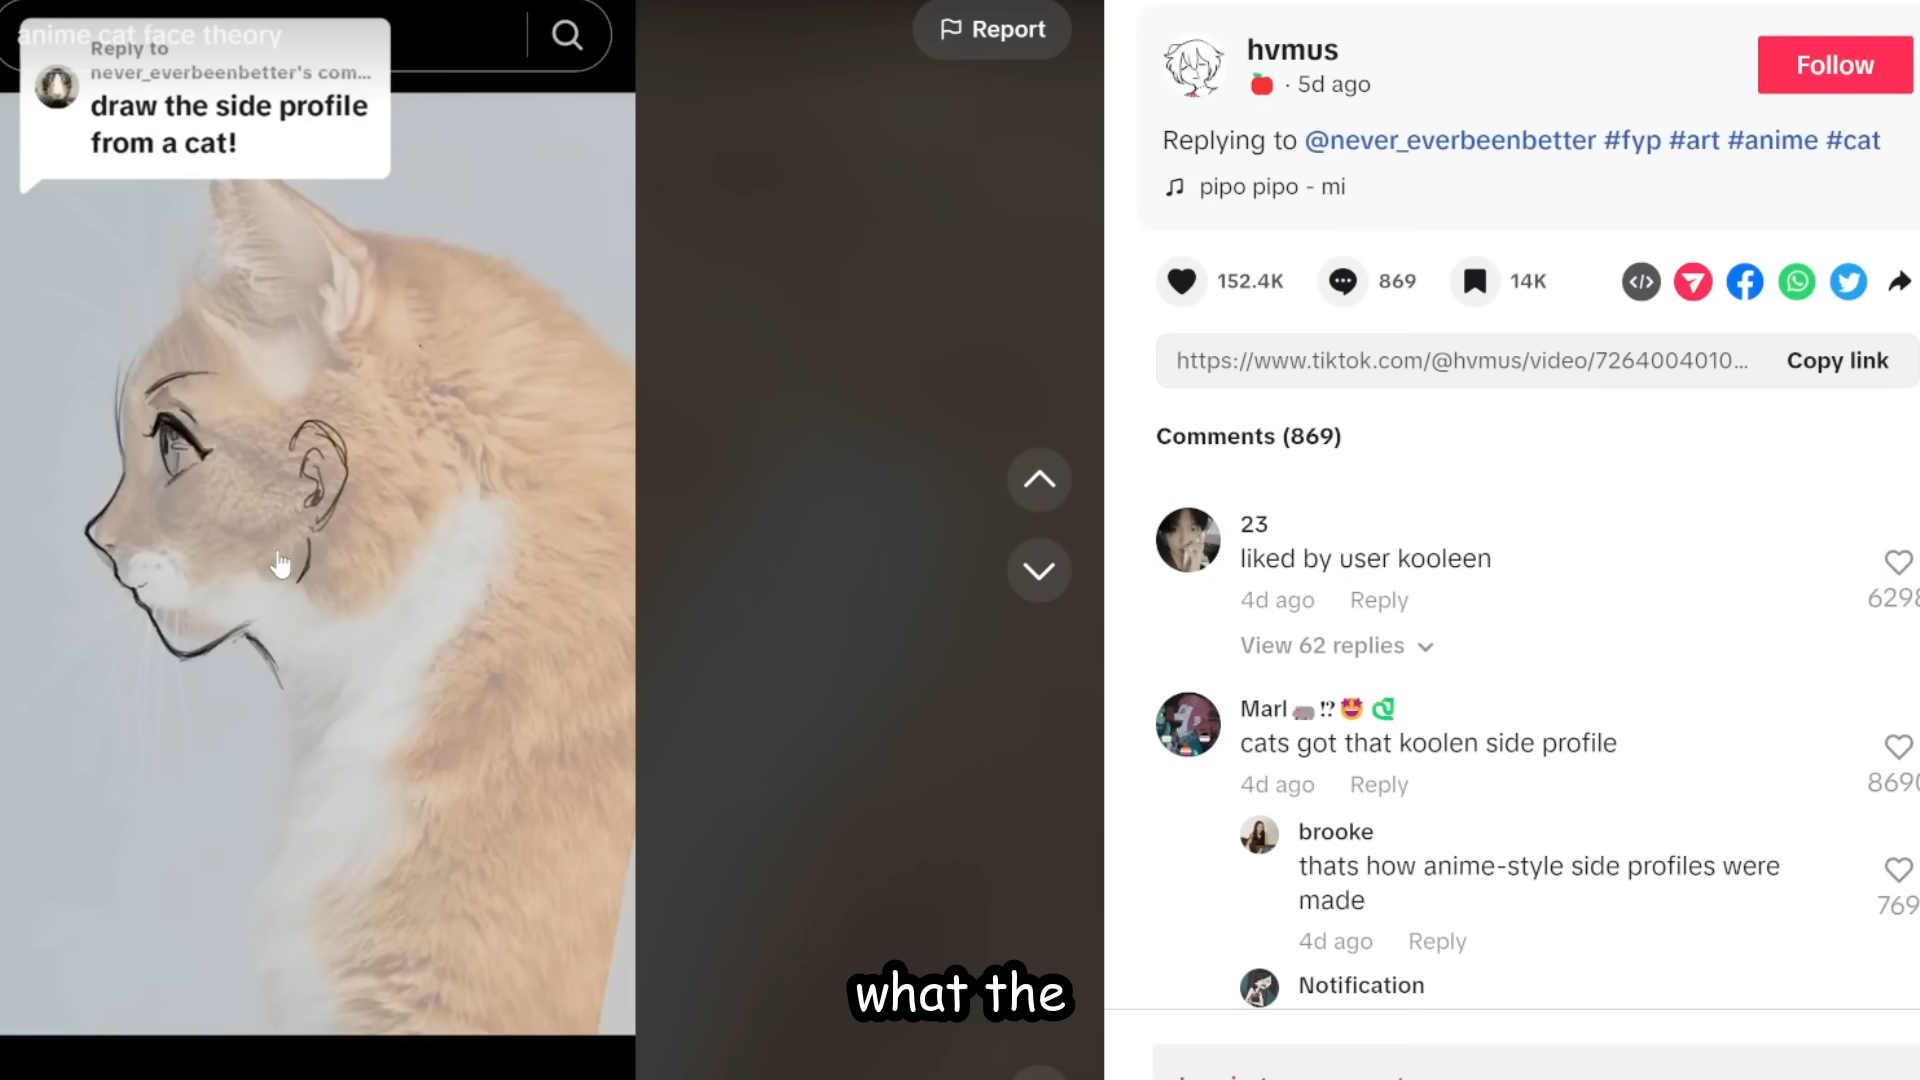 anime cat face theory
Reply to
never_everbeenbetter's com...
draw the side profile
from a cat!
Report
what the
hvmus
🍎 · 5d ago
Follow
Replying to @never_everbeenbetter #fyp #art #anime #cat
pipo pipo - mi
152.4K
869
14K
https://www.tiktok.com/@hvmus/video/7264004010...
Copy link
Comments (869)
23
liked by user kooleen
4d ago Reply
6298
View 62 replies
Marl🦛⁉️🤩
cats got that koolen side profile
4d ago Reply
8690
brooke
thats how anime-style side profiles were
made
4d ago Reply
769
Notification